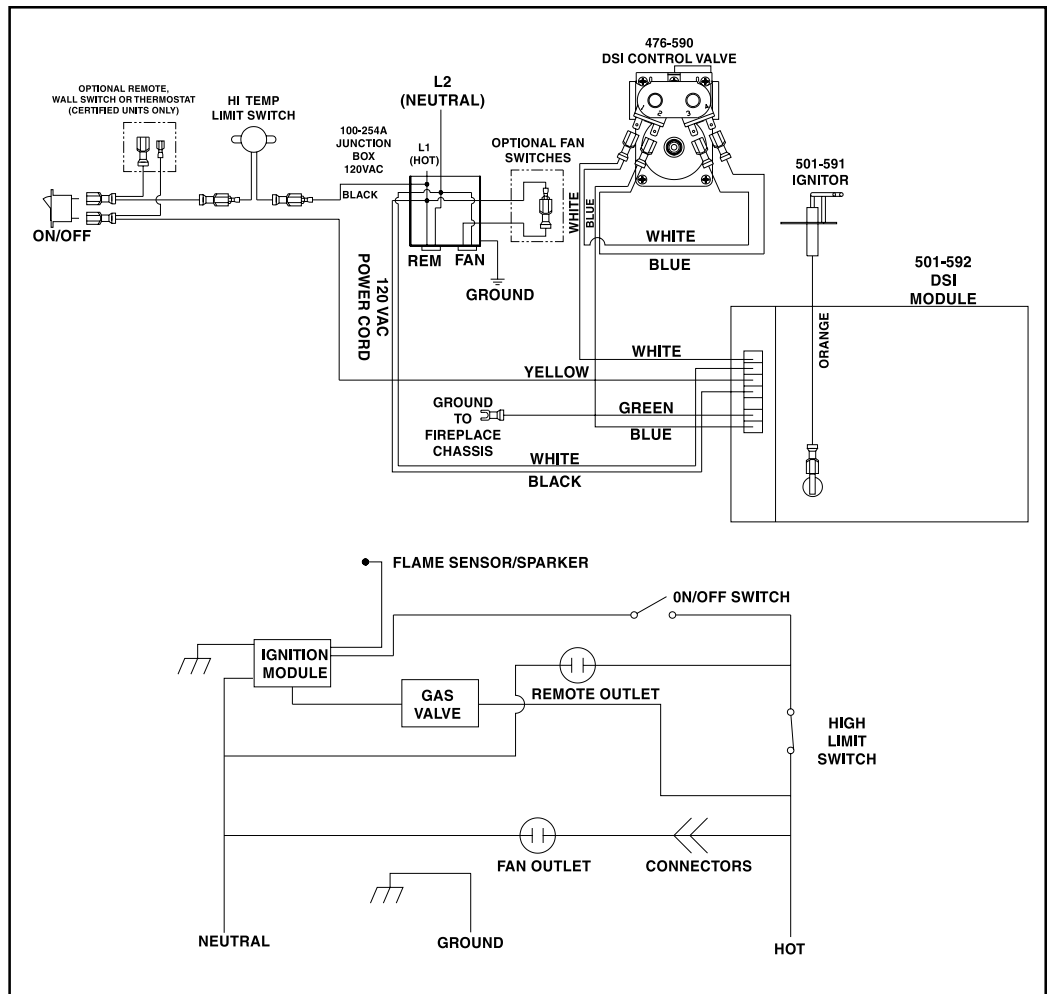 476-590
DSI CONTROL VALVE
OPTIONAL REMOTE,
WALL SWITCH OR THERMOSTAT
(CERTIFIED UNITS ONLY)
HI TEMP
LIMIT SWITCH
L2
(NEUTRAL)
100-254A
JUNCTION
BOX
120VAC
L1
(HOT)
OPTIONAL FAN
SWITCHES
1
2
3
4
501-591
IGNITOR
BLACK
ON/OFF
REM
FAN
GROUND
WHITE
BLUE
WHITE
BLUE
501-592
DSI
MODULE
120 VAC
POWER CORD
ORANGE
WHITE
YELLOW
GROUND
TO
FIREPLACE
CHASSIS
GREEN
BLUE
WHITE
BLACK
FLAME SENSOR/SPARKER
0N/OFF SWITCH
IGNITION
MODULE
GAS
VALVE
REMOTE OUTLET
HIGH
LIMIT
SWITCH
FAN OUTLET
CONNECTORS
NEUTRAL
GROUND
HOT